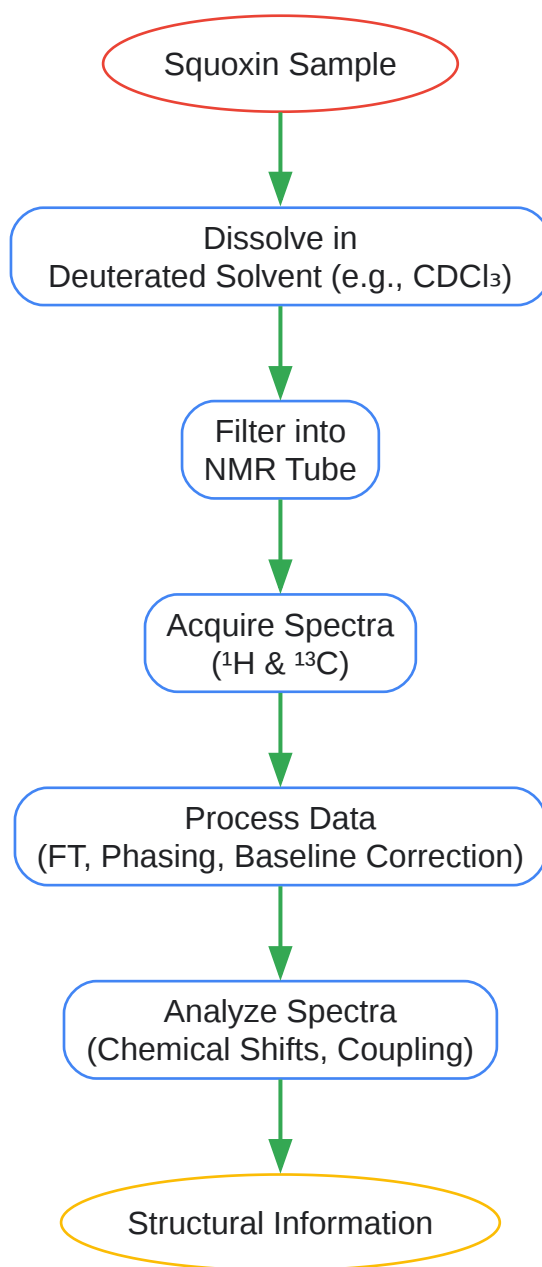 Squoxin Sample
Dissolve in
Deuterated Solvent (e.g., CDCl₃)
Filter into
NMR Tube
Acquire Spectra
(¹H & ¹³C)
Process Data
(FT, Phasing, Baseline Correction)
Analyze Spectra
(Chemical Shifts, Coupling)
Structural Information